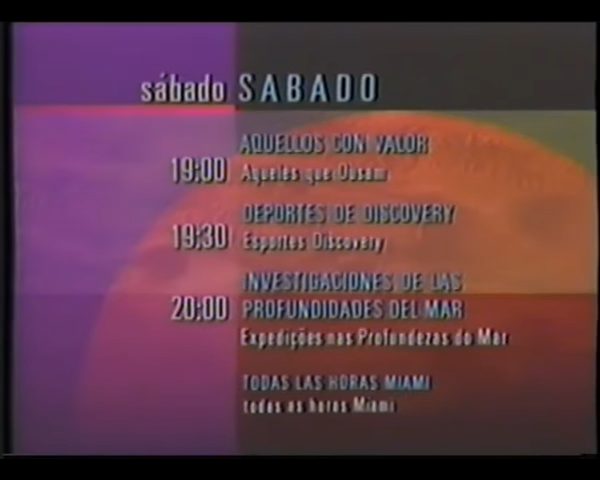 sábado SABADO
19:00 AQUELLOS CON VALOR
Aqueles que Ousam
19:30 DEPORTES DE DISCOVERY
Esportes Discovery
20:00 INVESTIGACIONES DE LAS
PROFUNDIDADES DEL MAR
Expedições nas Profundezas do Mar
TODAS LAS HORAS MIAMI
todas as horas Miami